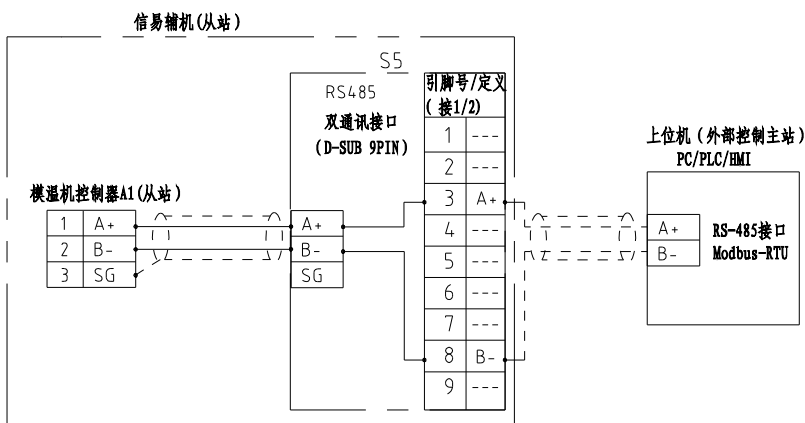 信易辅机(从站)
S5
RS485
双通讯接口
(D-SUB 9PIN)
引脚号/定义
(接1/2)
1 ---
2 ---
3 A+
4 ---
5 ---
6 ---
7 ---
8 B-
9 ---
模温机控制器A1(从站)
1 A+
2 B-
3 SG
A+
B-
SG
上位机(外部控制主站)
PC/PLC/HMI
A+
B-
RS-485接口
Modbus-RTU